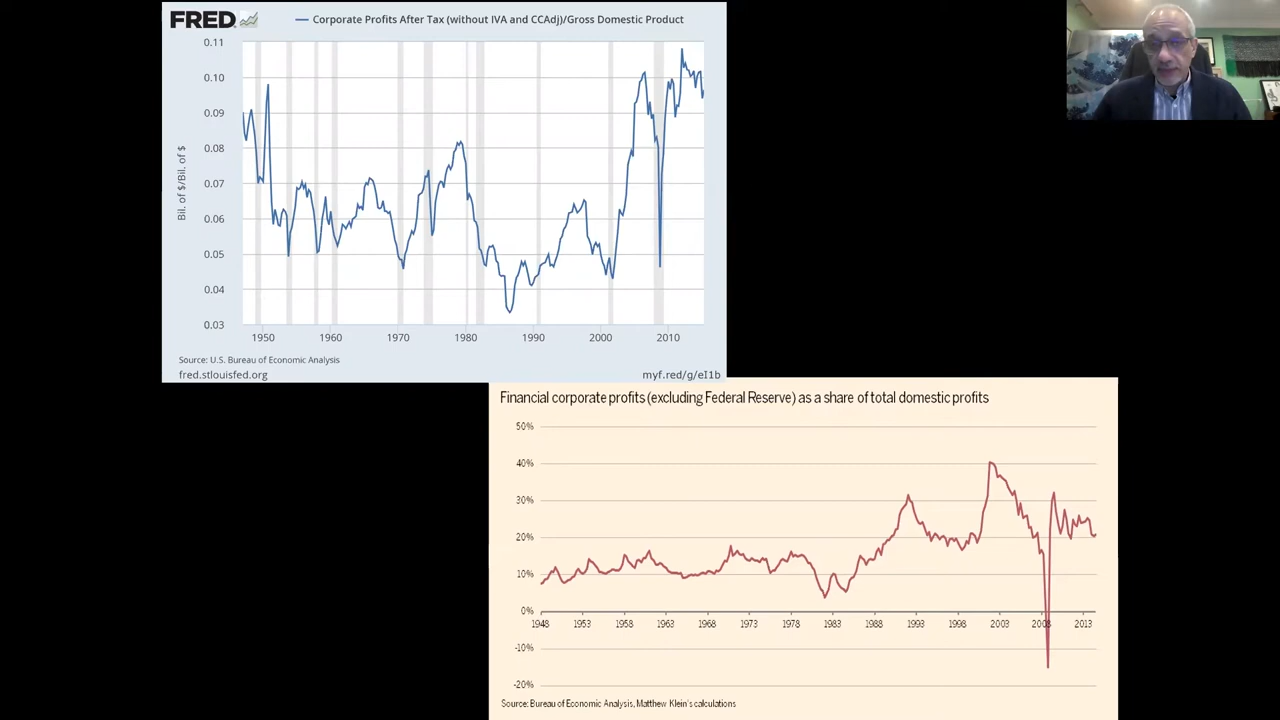 FRED
Corporate Profits After Tax (without IVA and CCAdj)/Gross Domestic Product
0.11
0.10
0.09
0.08
0.07
0.06
0.05
0.04
0.03
Bil. of $/Bil. of $
1950 1960 1970 1980 1990 2000 2010
Source: U.S. Bureau of Economic Analysis
fred.stlouisfed.org myf.red/g/eI1b
Financial corporate profits (excluding Federal Reserve) as a share of total domestic profits
50%
40%
30%
20%
10%
0%
1948 1953 1958 1963 1968 1973 1978 1983 1988 1993 1998 2003 2008 2013
-10%
-20%
Source: Bureau of Economic Analysis, Matthew Klein's calculations